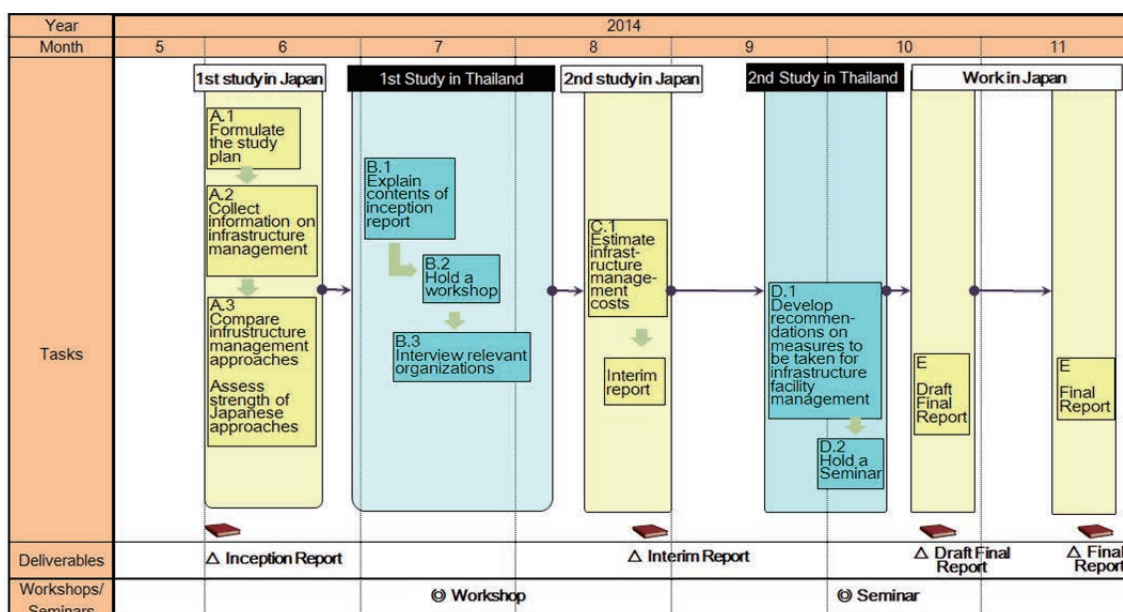 Year
2014
Month
5
6
7
8
9
10
11
1st study in Japan
1st Study in Thailand
2nd study in Japan
2nd Study in Thailand
Work in Japan
Tasks
A.1
Formulate
the study
plan
A.2
Collect
information on
infrastructure
management
A.3
Compare
infrustructure
management
approaches
Assess
strength of
Japanese
approaches
B.1
Explain
contents of
inception
report
B.2
Hold a
workshop
B.3
Interview relevant
organizations
C.1
Estimate
infrast-
ructure
manage-
ment
costs
Interim
report
D.1
Develop
recommen-
dations on
measures to
be taken for
infrastructure
facility
management
D.2
Hold a
Seminar
E
Draft
Final
Report
E
Final
Report
Deliverables
△ Inception Report
△ Interim Report
△ Draft Final
Report
△ Final
Report
Workshops/
Seminars
◎ Workshop
◎ Seminar